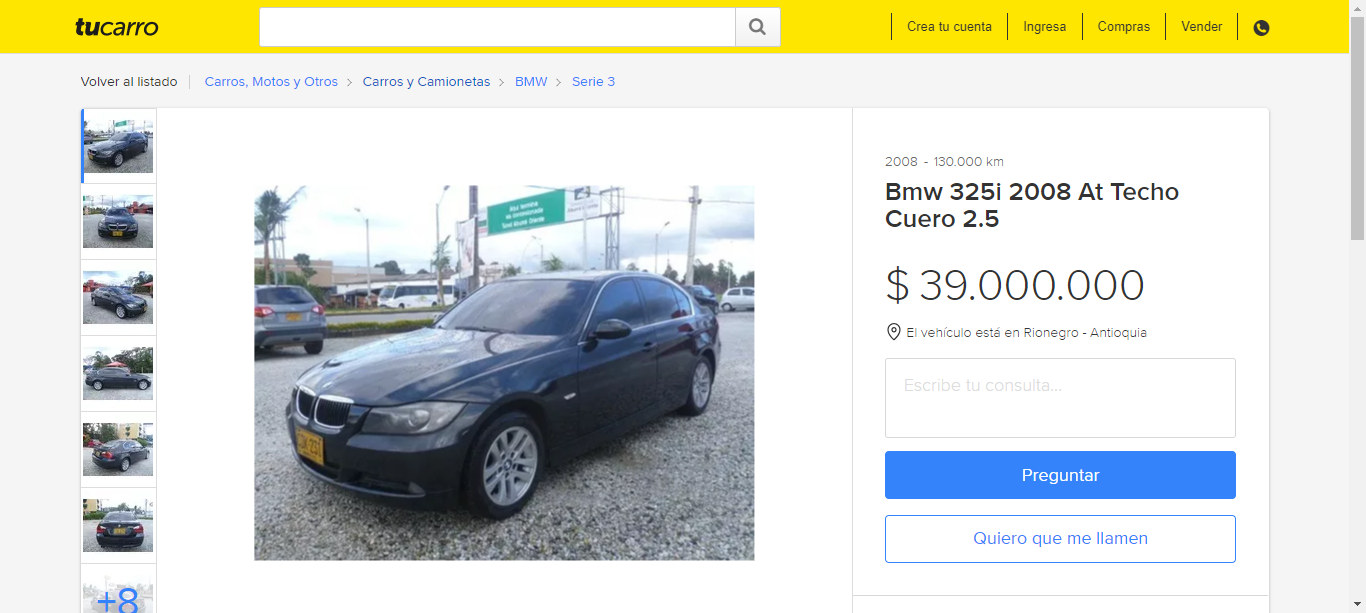 tucarro
Crea tu cuenta
Ingresa
Compras
Vender
Volver al listado
Carros, Motos y Otros
Carros y Camionetas
BMW
Serie 3
2008 - 130.000 km
Bmw 325i 2008 At Techo
Cuero 2.5
$ 39.000.000
El vehículo está en Rionegro - Antioquia
Escribe tu consulta...
Preguntar
Quiero que me llamen
+8